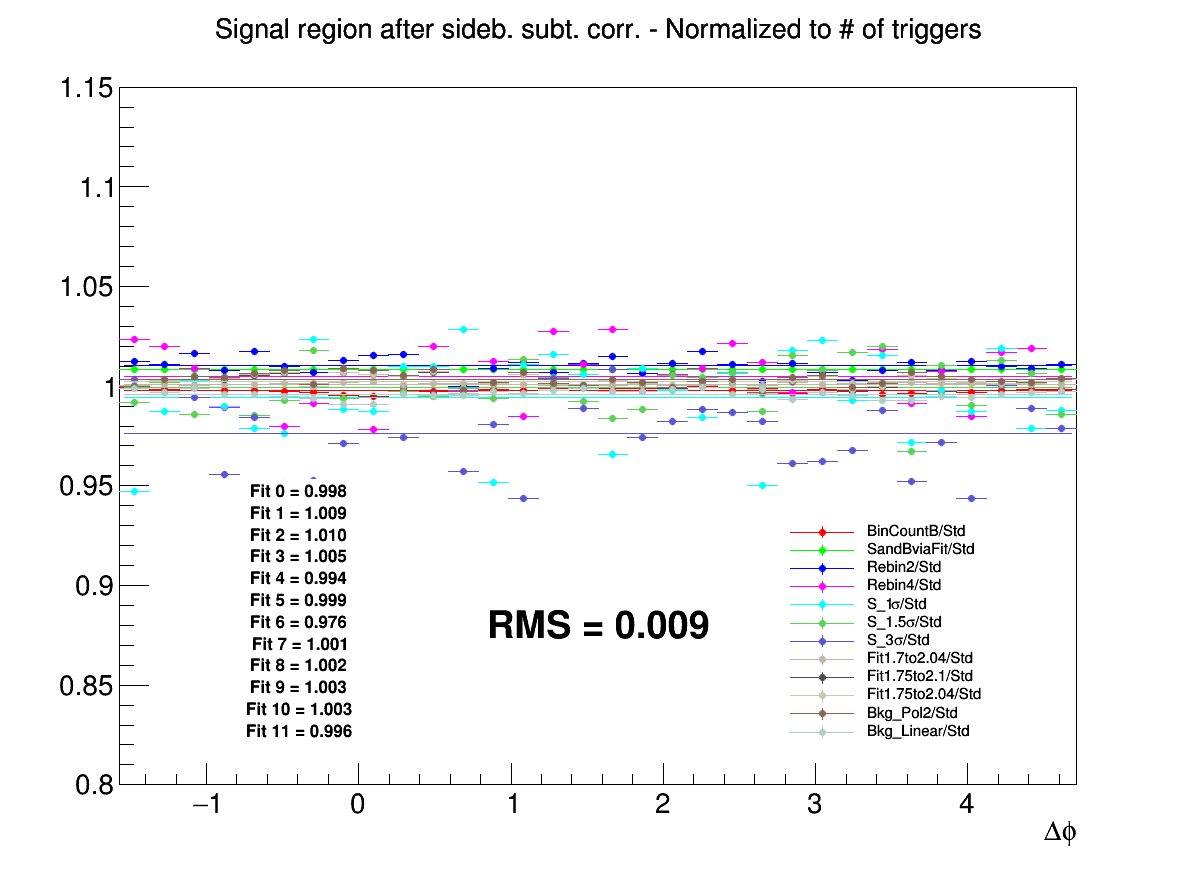 Signal region after sideb. subt. corr. - Normalized to # of triggers
1.15
1.1
1.05
1
0.95
0.9
0.85
0.8
Fit 0 = 0.998
Fit 1 = 1.009
Fit 2 = 1.010
Fit 3 = 1.005
Fit 4 = 0.994
Fit 5 = 0.999
Fit 6 = 0.976
Fit 7 = 1.001
Fit 8 = 1.002
Fit 9 = 1.003
Fit 10 = 1.003
Fit 11 = 0.996
RMS = 0.009
BinCountB/Std
SandBviaFit/Std
Rebin2/Std
Rebin4/Std
S_1σ/Std
S_1.5σ/Std
S_3σ/Std
Fit1.7to2.04/Std
Fit1.75to2.1/Std
Fit1.75to2.04/Std
Bkg_Pol2/Std
Bkg_Linear/Std
−1 0 1 2 3 4
Δϕ